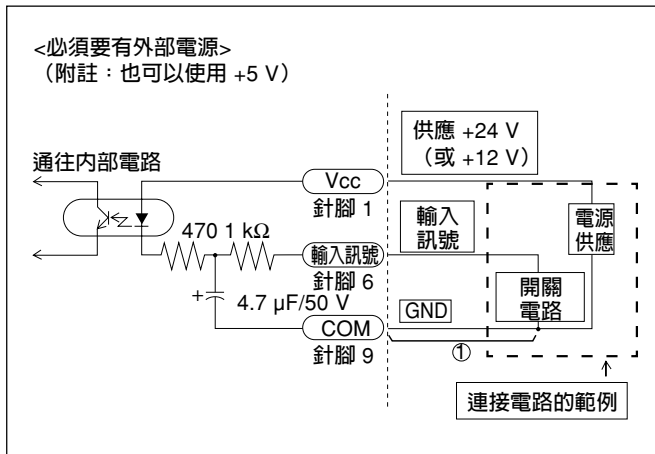 <必須要有外部電源>
（附註：也可以使用 +5 V）
供應 +24 V
（或 +12 V）
通往內部電路
Vcc
針腳 1
輸入
訊號
電源
供應
470 1 kΩ
輸入訊號
針腳 6
開關
電路
+ 4.7 µF/50 V
GND
COM
針腳 9
①
連接電路的範例